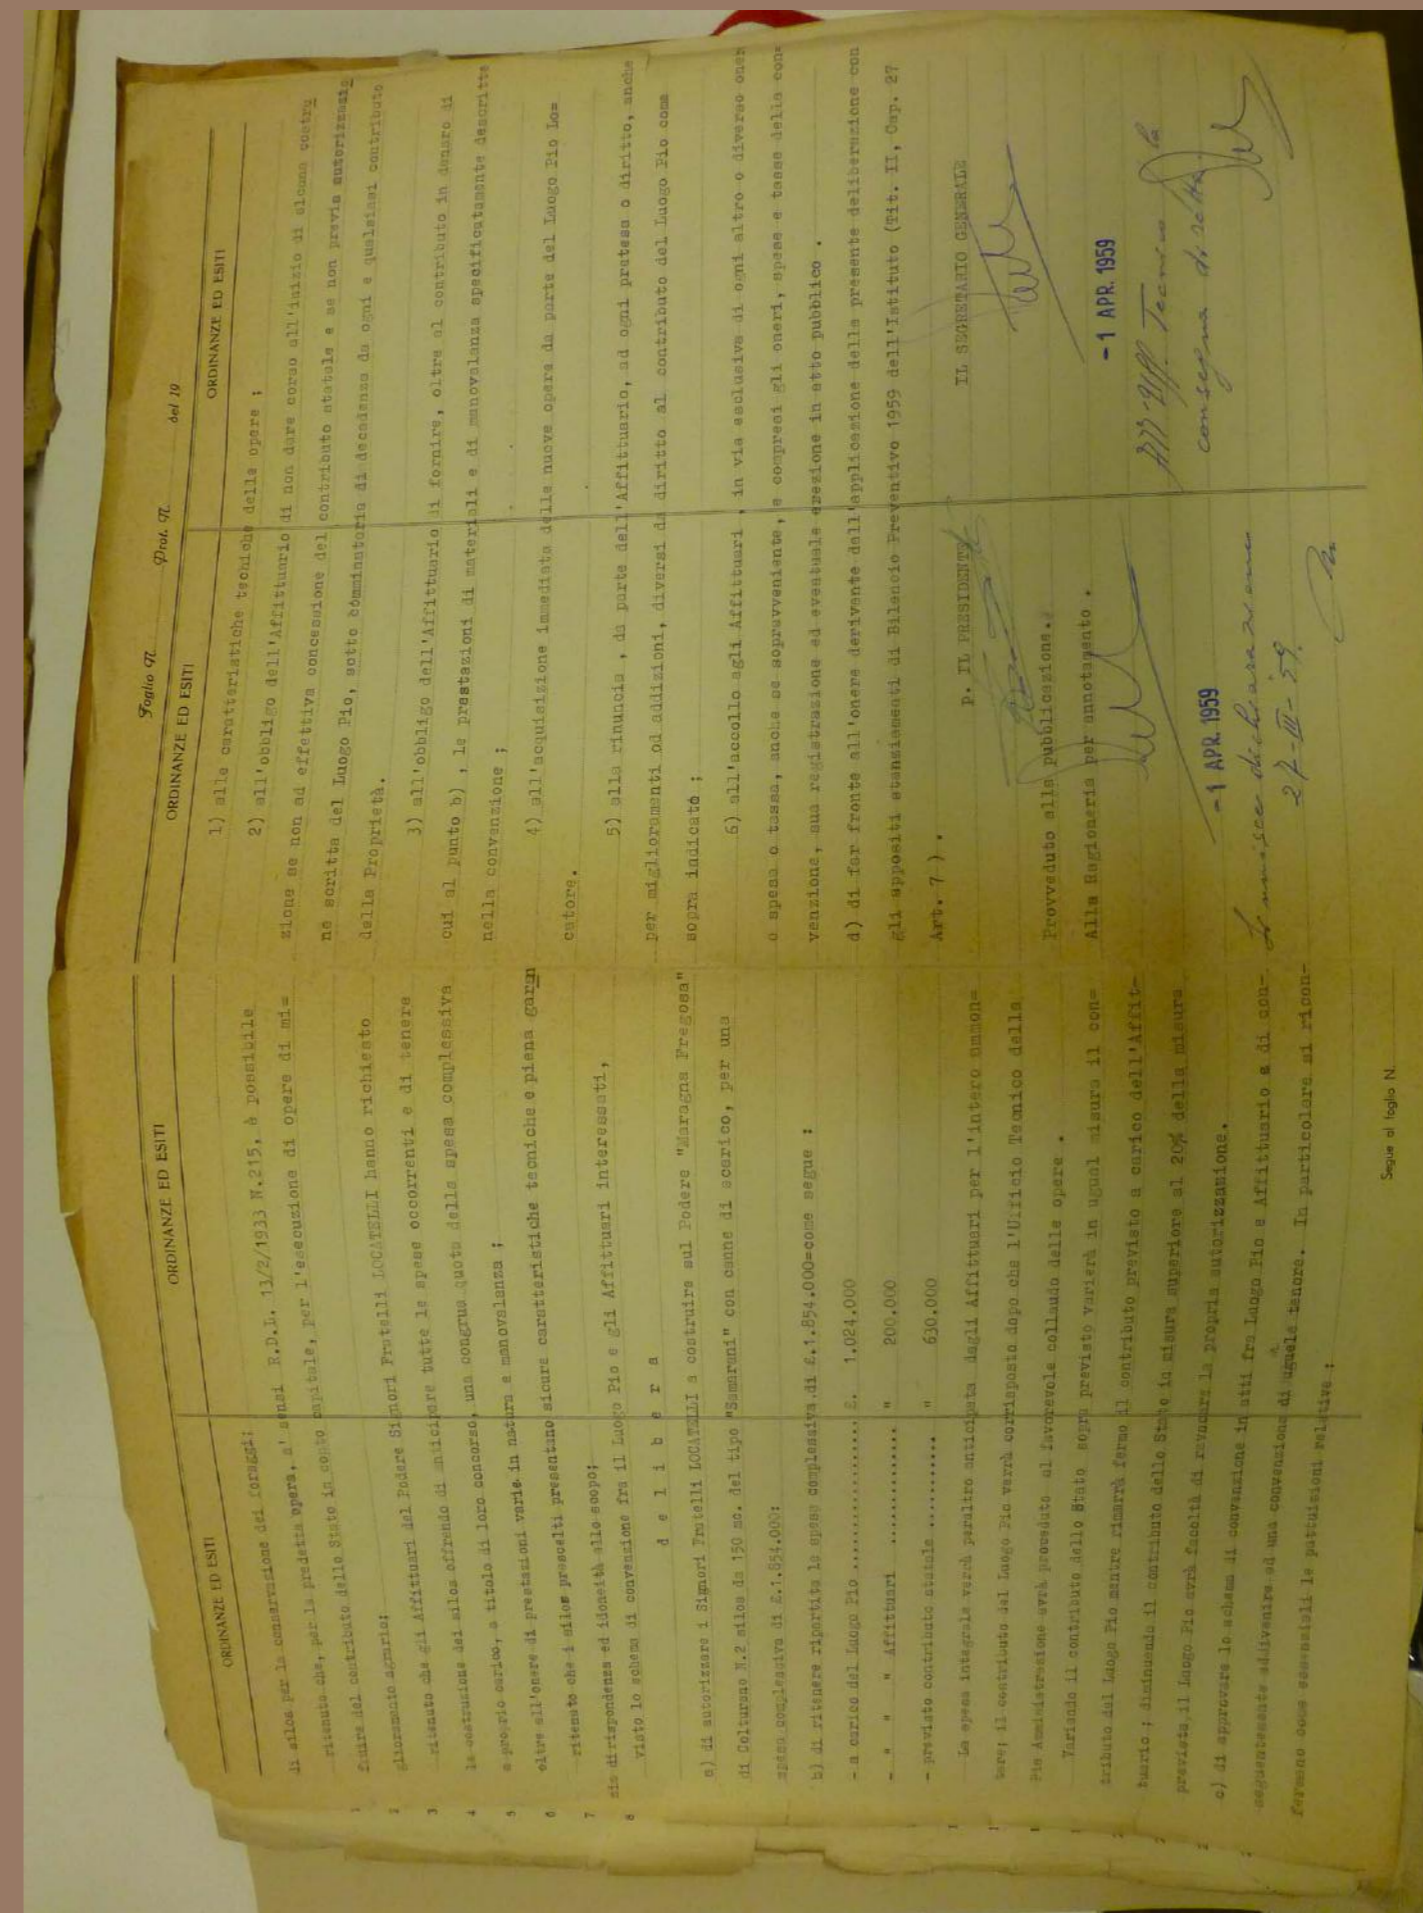 ORDINANZE ED ESITI
ORDINANZE ED ESITI
di silos per la conservazione dei foraggi;
ritenuto che, per la predetta opera, a' sensi R.D.L. 13/2/1933 N.215, è possibile
fruire del contributo dello Stato in conto capitale, per l'esecuzione di opere di mi=
glioramento agrario;
ritenuto che gli Affittuari del Podere Signori Fratelli LOCATELLI hanno richiesto
la costruzione dei silos offrendo di anticipare tutte le spese occorrenti e di tenere
a proprio carico, a titolo di loro concorso, una congrua quota della spesa complessiva
oltre all'onere di prestazioni varie in natura e manovalanza ;
ritenuto che i silos prescelti presentano sicure caratteristiche tecniche e piena garan
zia di rispondenza ed idoneità allo scopo;
visto lo schema di convenzione fra il Luogo Pio e gli Affittuari interessati,
d e l i b e r a
a) di autorizzare i Signori Fratelli LOCATELLI a costruire sul Podere "Maragna Fregosa"
di Colturano N.2 silos da 150 mc. del tipo "Samarani" con canne di scarico, per una
spesa complessiva di £.1.854.000:
b) di ritenere ripartita la spesa complessiva di £.1.854.000=come segue :
- a carico del Luogo Pio ................ £. 1.024.000
- " " " Affittuari ................ " 200.000
- previsto contributo statale ........... " 630.000
La spesa integrale verrà peraltro anticipata dagli Affittuari per l'intero ammon=
tare; il contributo del Luogo Pio verrà corrisposto dopo che l'Ufficio Tecnico della
Pia Amministrazione avrà proceduto al favorevole collaudo delle opere .
Variando il contributo dello Stato sopra previsto varierà in ugual misura il con=
tributo del Luogo Pio mentre rimarrà fermo il contributo previsto a carico dell'Affit-
tuario ; diminuendo il contributo dello Stato in misura superiore al 20% della misura
prevista, il Luogo Pio avrà facoltà di revocare la propria autorizzazione.
c) di approvare lo schema di convenzione in atti fra Luogo Pio e Affittuario e di con-
seguentemente addivenire ad una convenzione di uguale tenore. In particolare si ricon-
fermano come essenziali le pattuizioni relative :
Segue al foglio N.
Foglio N. Prot. N. del 19
ORDINANZE ED ESITI
ORDINANZE ED ESITI
1) alle caratteristiche techiche delle opere ;
2) all'obbligo dell'Affittuario di non dare corso all'inizio di alcuna costru
zione se non ad effettiva concessione del contributo statale e se non previa autorizzazio
ne scritta del Luogo Pio, sotto comminatoria di decadenza da ogni e qualsiasi contributo
della Proprietà.
3) all'obbligo dell'Affittuario di fornire, oltre al contributo in denaro di
cui al punto b) , le prestazioni di materiali e di manovalanza specificatamente descritte
nella convenzione ;
4) all'acquisizione immediata delle nuove opere da parte del Luogo Pio Lo=
catore.
5) alla rinuncia , da parte dell'Affittuario, ad ogni pretesa o diritto, anche
per miglioramenti od addizioni, diversi da diritto al contributo del Luogo Pio come
sopra indicato ;
6) all'accollo agli Affittuari , in via esclusiva di ogni altro o diverso oner
o spesa o tassa, anche se sopravveniente, e compresi gli oneri, spese e tasse della con=
venzione, sua registrazione ed eventuale erezione in atto pubblico .
d) di far fronte all'onere derivante dall'applicazione della presente deliberazione con
gli appositi stanziamenti di Bilancio Preventivo 1959 dell'Istituto (Tit. II, Cap. 27
Art. 7 ) .
p. IL PRESIDENTE
IL SEGRETARIO GENERALE
Provveduto alla pubblicazione.
Alla Ragioneria per annotamento .
-1 APR. 1959
-1 APR. 1959
Tecnico la
consegna diretta
dichiarazione
27-III-59.